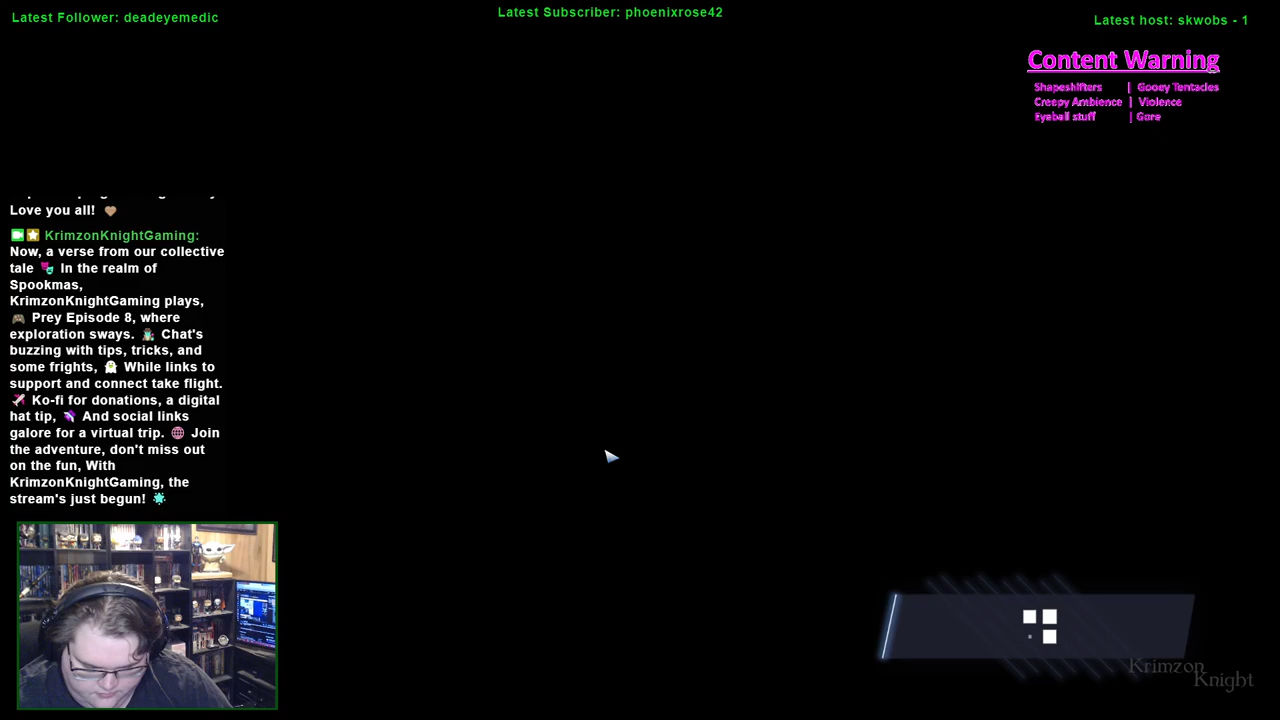 Latest Follower: deadeyemedic
Latest Subscriber: phoenixrose42
Latest host: skwobs - 1
Content Warning
Shapeshifters | Gooey Tentacles
Creepy Ambience | Violence
Eyeball stuff | Gore
Love you all!
KrimzonKnightGaming:
Now, a verse from our collective
tale In the realm of
Spookmas,
KrimzonKnightGaming plays,
Prey Episode 8, where
exploration sways. Chat's
buzzing with tips, tricks, and
some frights, While links to
support and connect take flight.
Ko-fi for donations, a digital
hat tip, And social links
galore for a virtual trip. Join
the adventure, don't miss out
on the fun, With
KrimzonKnightGaming, the
stream's just begun!
Krimzon
Knight